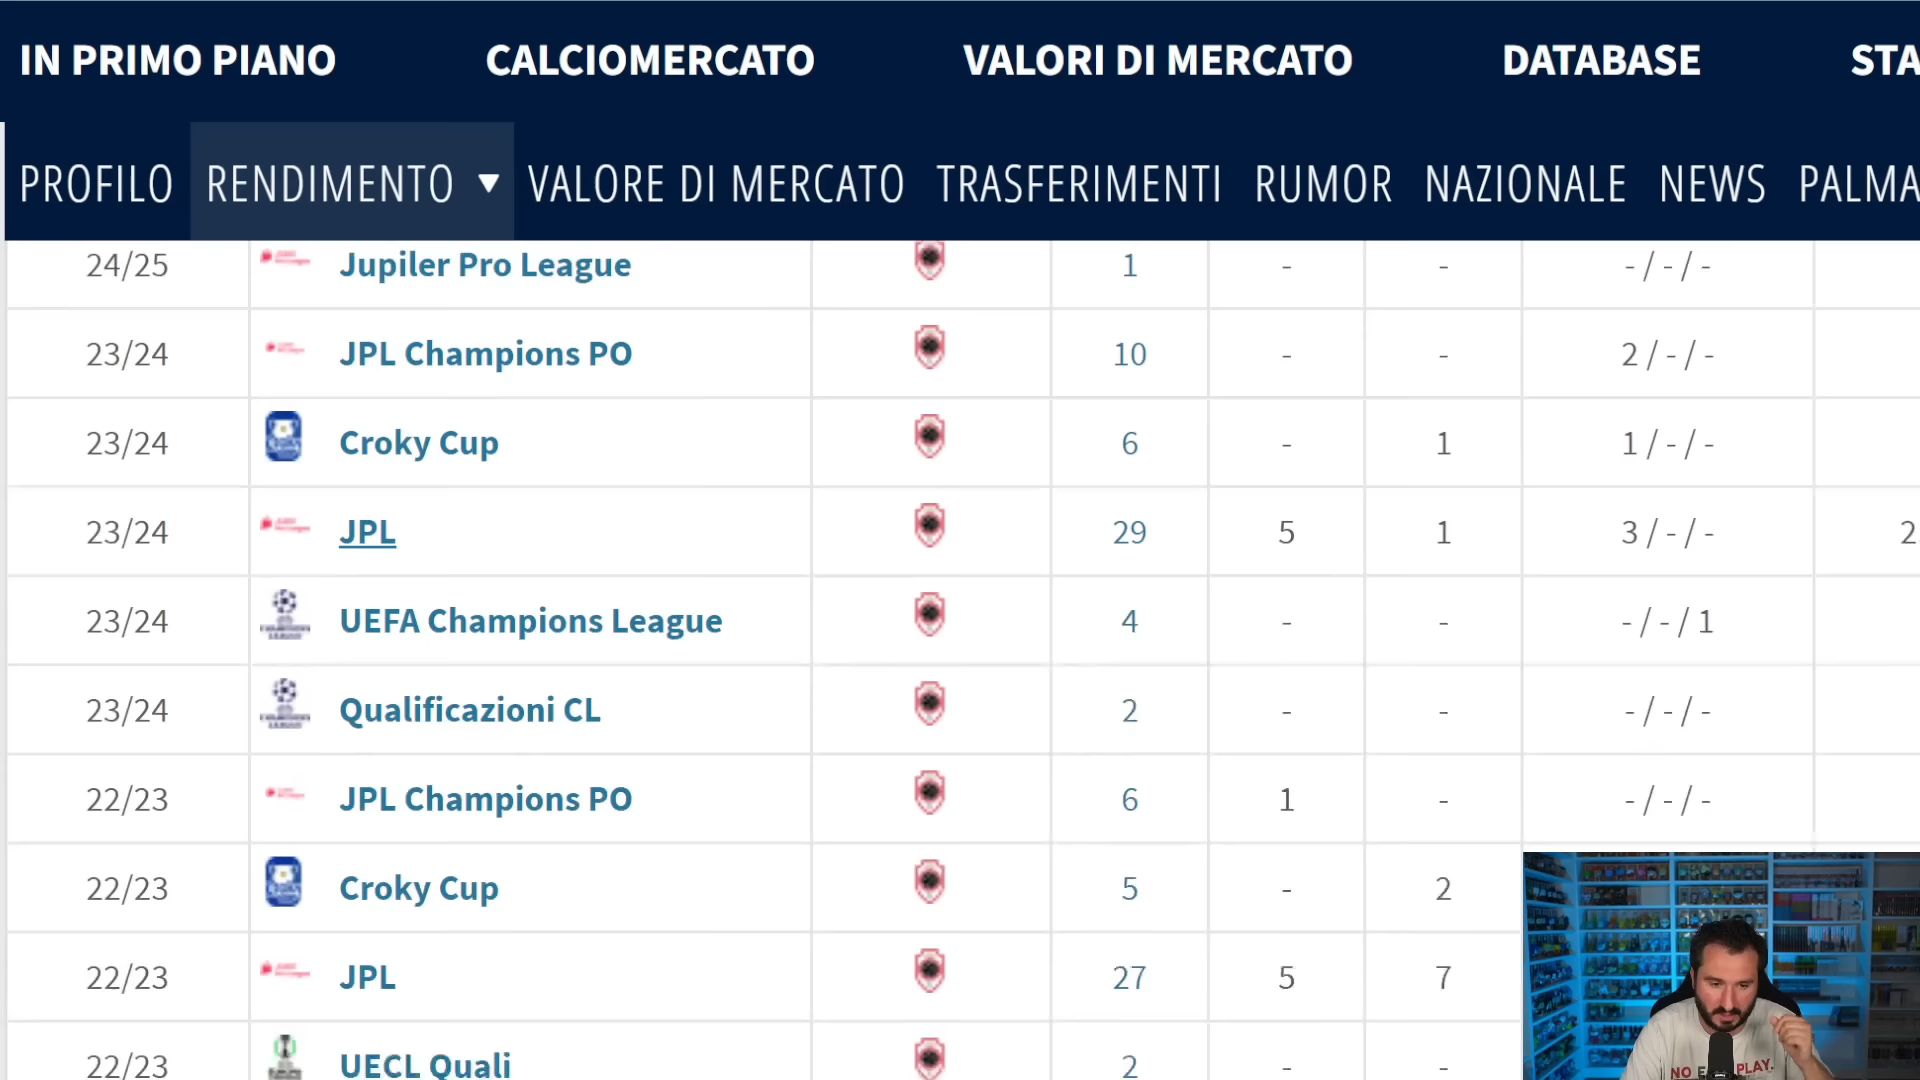 IN PRIMO PIANO CALCIOMERCATO VALORI DI MERCATO DATABASE STA
PROFILO RENDIMENTO ▼ VALORE DI MERCATO TRASFERIMENTI RUMOR NAZIONALE NEWS PALMA
24/25 Jupiler Pro League 1 - - - / - / -
23/24 JPL Champions PO 10 - - 2 / - / -
23/24 Croky Cup 6 - 1 1 / - / -
23/24 JPL 29 5 1 3 / - / - 2
23/24 UEFA Champions League 4 - - - / - / 1
23/24 Qualificazioni CL 2 - - - / - / -
22/23 JPL Champions PO 6 1 - - / - / -
22/23 Croky Cup 5 - 2
22/23 JPL 27 5 7
22/23 UECL Quali 2 - -
NO E PLAY.